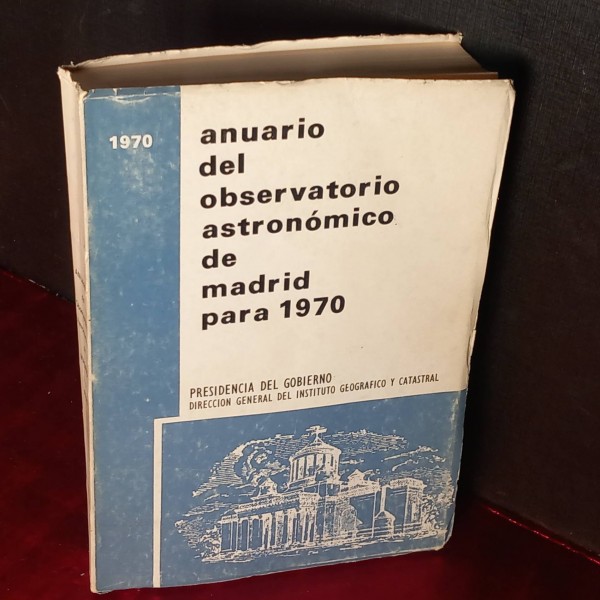 1970
anuario
del
observatorio
astronómico
de
madrid
para 1970
PRESIDENCIA DEL GOBIERNO
DIRECCION GENERAL DEL INSTITUTO GEOGRAFICO Y CATASTRAL